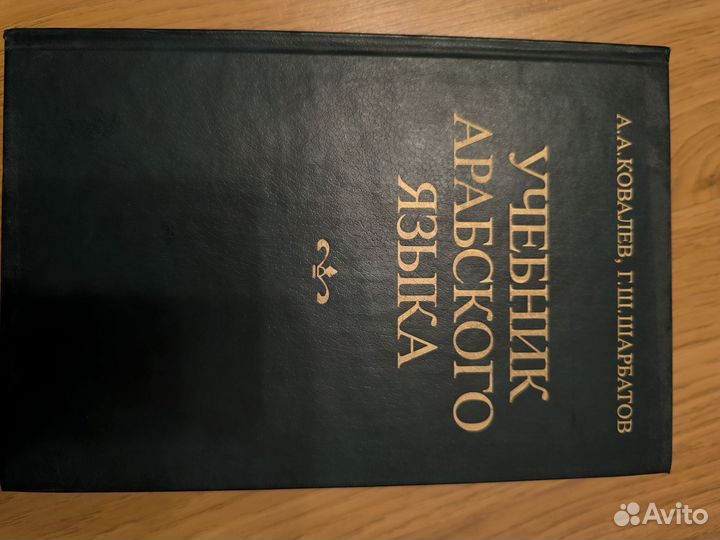 А.А.КОВАЛЕВ, Г.Ш.ШАРБАТОВ
УЧЕБНИК
АРАБСКОГО
ЯЗЫКА
Avito